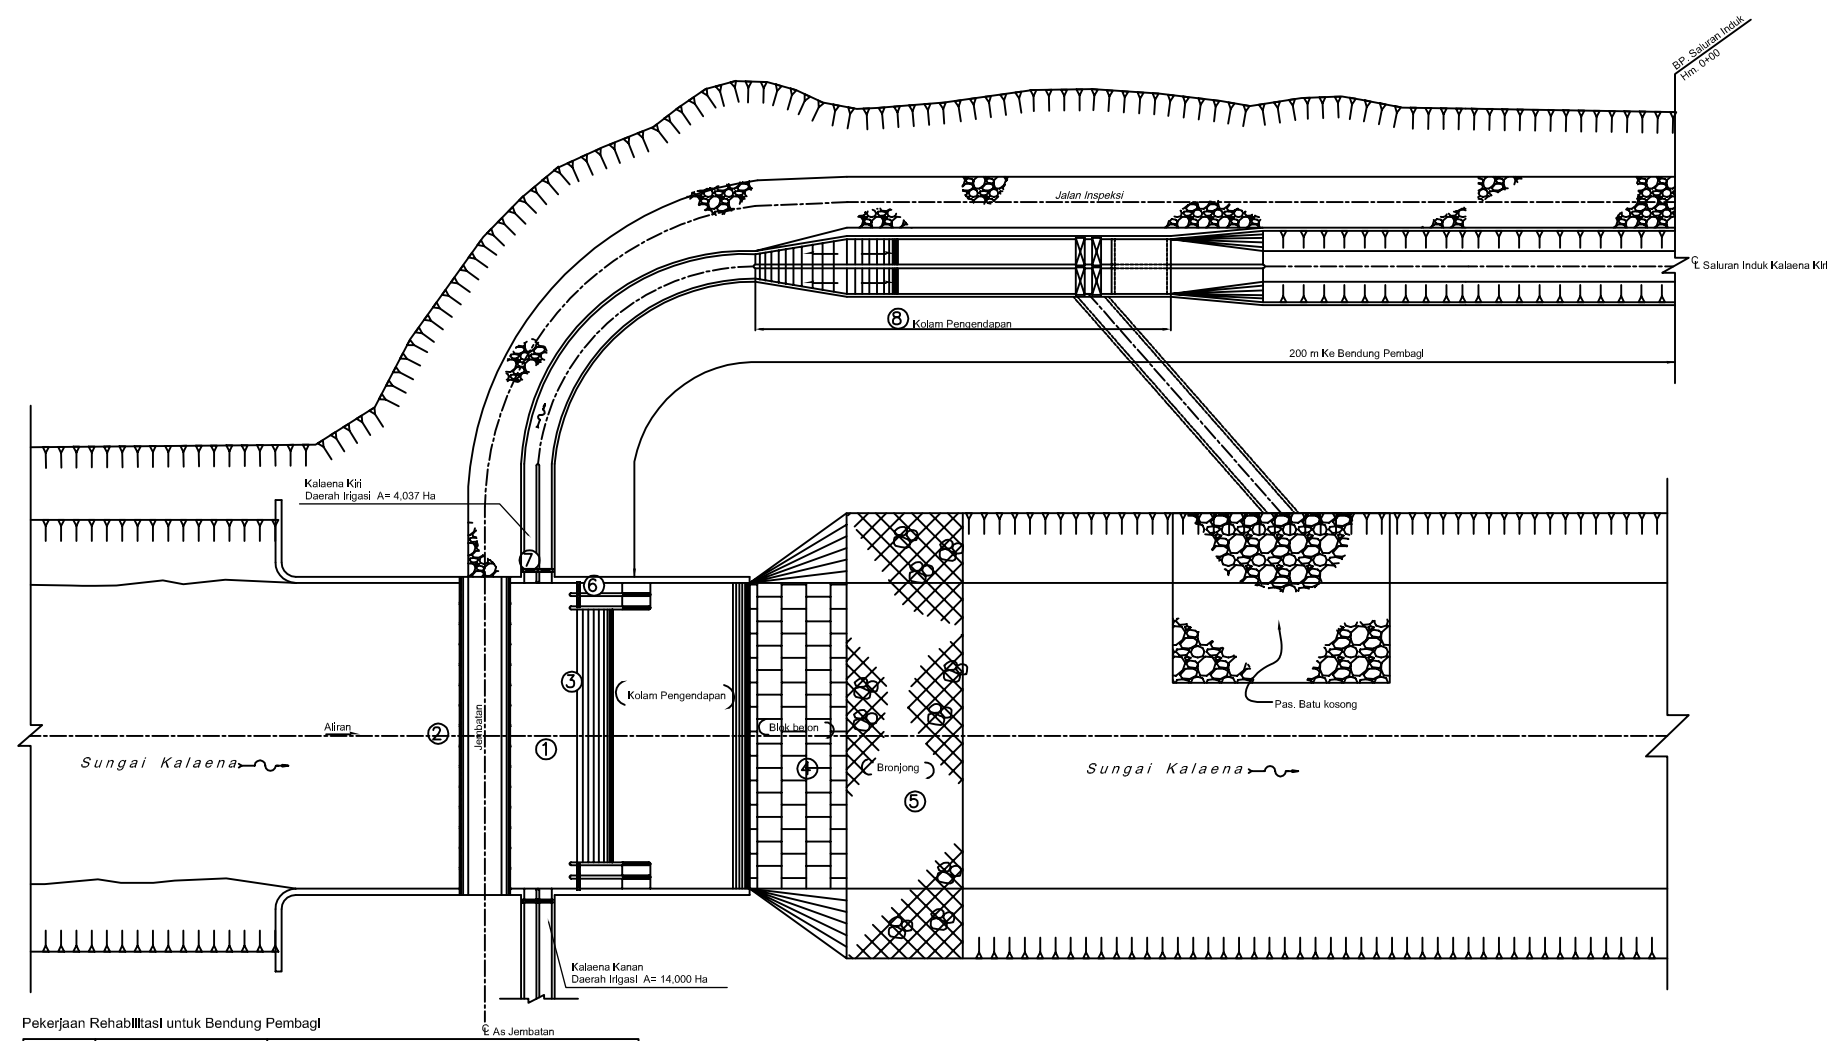 BP. Saluran Induk
Hm. 0+00
Jalan Inspeksi
℄ Saluran Induk Kalaena Kiri
8
Kolam Pengendapan
200 m Ke Bendung Pembagi
Kalaena Kiri
Daerah Irigasi A= 4,037 Ha
7
6
3
Kolam Pengendapan
Pas. Batu kosong
Aliran
2
Jembatan
1
Blok beton
Sungai Kalaena
4
Bronjong
Sungai Kalaena
5
Kalaena Kanan
Daerah Irigasi A= 14,000 Ha
Pekerjaan Rehabilitasi untuk Bendung Pembagi
℄ As Jembatan